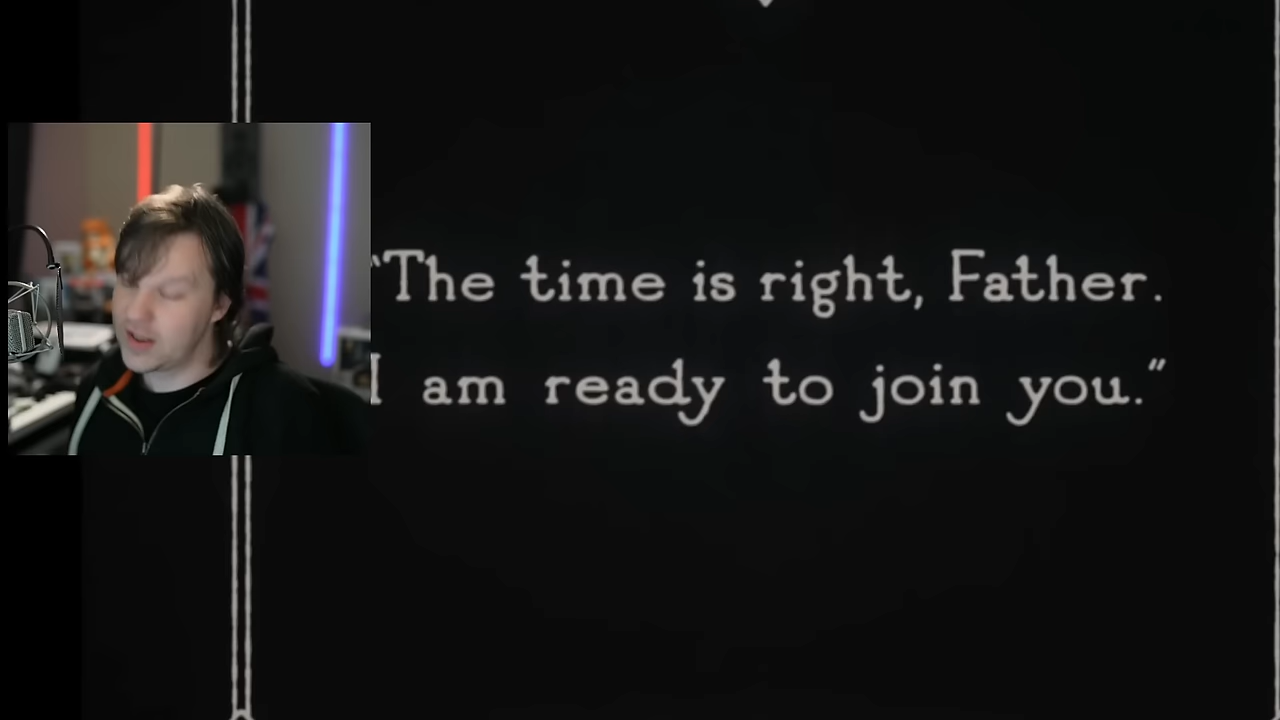 “The time is right, Father.
I am ready to join you.”